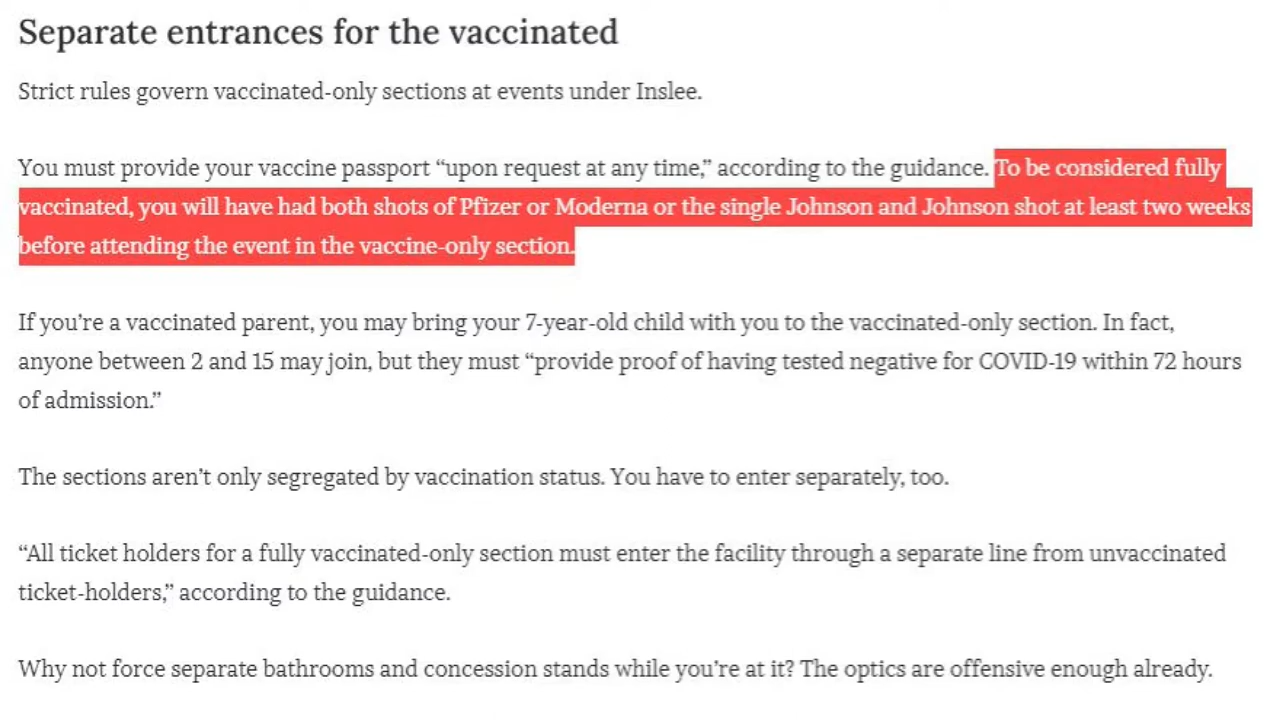 Separate entrances for the vaccinated
Strict rules govern vaccinated-only sections at events under Inslee.
You must provide your vaccine passport “upon request at any time,” according to the guidance. To be considered fully
vaccinated, you will have had both shots of Pfizer or Moderna or the single Johnson and Johnson shot at least two weeks
before attending the event in the vaccine-only section.
If you’re a vaccinated parent, you may bring your 7-year-old child with you to the vaccinated-only section. In fact,
anyone between 2 and 15 may join, but they must “provide proof of having tested negative for COVID-19 within 72 hours
of admission.”
The sections aren’t only segregated by vaccination status. You have to enter separately, too.
“All ticket holders for a fully vaccinated-only section must enter the facility through a separate line from unvaccinated
ticket-holders,” according to the guidance.
Why not force separate bathrooms and concession stands while you’re at it? The optics are offensive enough already.